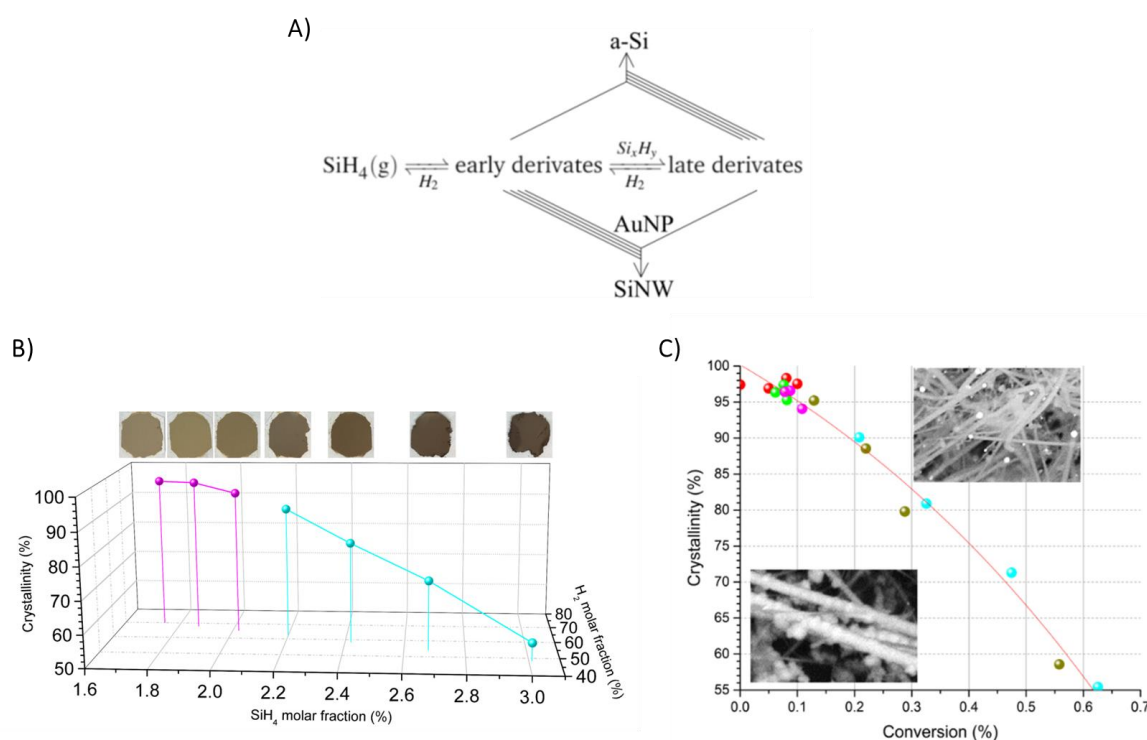 A)
a-Si
SiH4(g) ⇌ early derivates ⇌ late derivates
H2
SixHy
H2
AuNP
SiNW
B)
100
90
80
70
60
50
Crystallinity (%)
1.6
1.8
2.0
2.2
2.4
2.6
2.8
3.0
SiH4 molar fraction (%)
80
70
60
50
40
H2 molar fraction (%)
C)
100
95
90
85
80
75
70
65
60
55
Crystallinity (%)
0.0
0.1
0.2
0.3
0.4
0.5
0.6
0.7
Conversion (%)